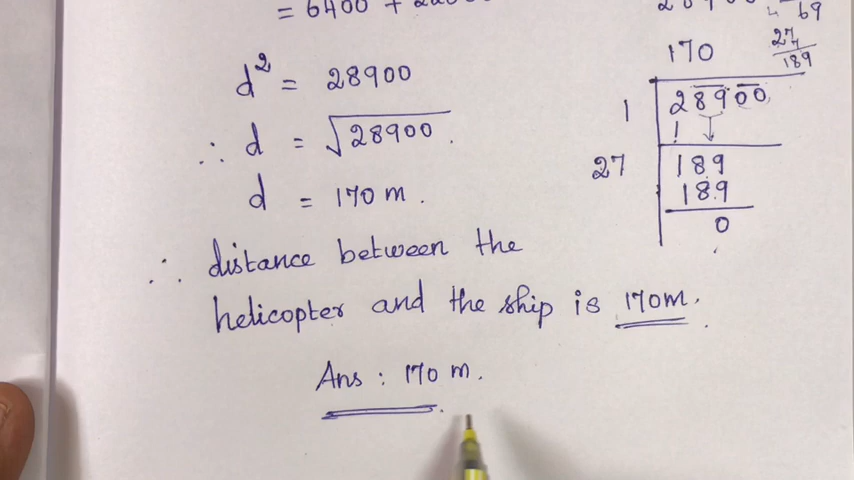 = 6400 +
d² = 28900
∴ d = √28900.
d = 170 m.
∴ distance between the
helicopter and the ship is 170m.
Ans : 170 m.
69
170
27
7
189
1 28900
1
27 189
189
0